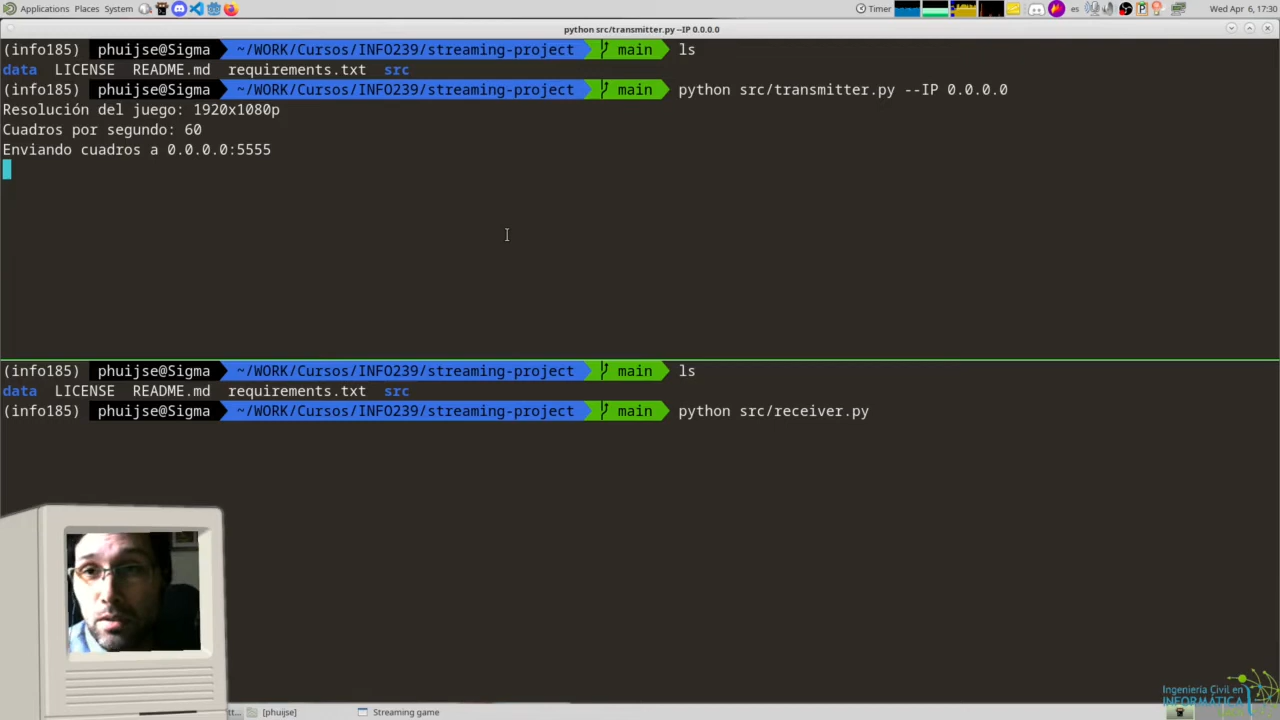 Applications Places System
Timer
es
Wed Apr 6, 17:30
python src/transmitter.py --IP 0.0.0.0
(info185) phuijse@Sigma ~/WORK/Cursos/INFO239/streaming-project main ls
data LICENSE README.md requirements.txt src
(info185) phuijse@Sigma ~/WORK/Cursos/INFO239/streaming-project main python src/transmitter.py --IP 0.0.0.0
Resolución del juego: 1920x1080p
Cuadros por segundo: 60
Enviando cuadros a 0.0.0.0:5555
(info185) phuijse@Sigma ~/WORK/Cursos/INFO239/streaming-project main ls
data LICENSE README.md requirements.txt src
(info185) phuijse@Sigma ~/WORK/Cursos/INFO239/streaming-project main python src/receiver.py
Ingeniería Civil en
INFORMÁTICA
[phuijse]
Streaming game